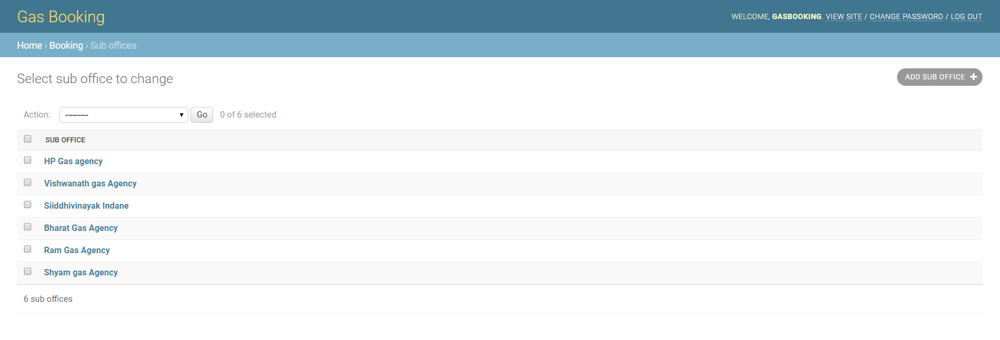 Gas Booking
WELCOME, GASBOOKING. VIEW SITE / CHANGE PASSWORD / LOG OUT
Home › Booking › Sub offices
Select sub office to change
ADD SUB OFFICE +
Action: --------- Go 0 of 6 selected
SUB OFFICE
HP Gas agency
Vishwanath gas Agency
Siiddhivinayak Indane
Bharat Gas Agency
Ram Gas Agency
Shyam gas Agency
6 sub offices